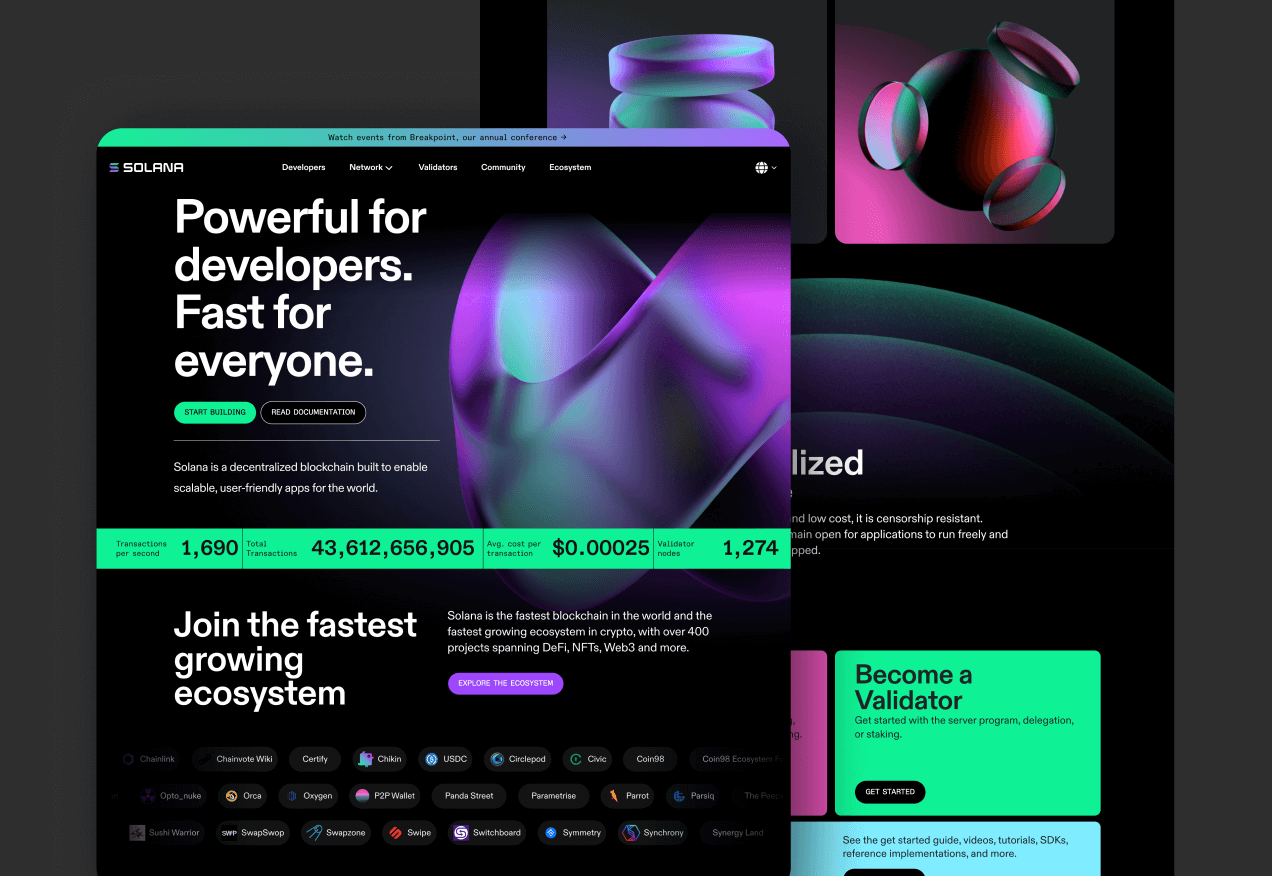 Watch events from Breakpoint, our annual conference →
SOLANA
Developers
Network
Validators
Community
Ecosystem
Powerful for
developers.
Fast for
everyone.
START BUILDING
READ DOCUMENTATION
Solana is a decentralized blockchain built to enable
scalable, user-friendly apps for the world.
Transactions
per second
1,690
Total
Transactions
43,612,656,905
Avg. cost per
transaction
$0.00025
Validator
nodes
1,274
Join the fastest
growing
ecosystem
Solana is the fastest blockchain in the world and the
fastest growing ecosystem in crypto, with over 400
projects spanning DeFi, NFTs, Web3 and more.
EXPLORE THE ECOSYSTEM
Chainlink
Chainvote Wiki
Certify
Chikin
USDC
Circlepod
Civic
Coin98
Coin98 Ecosystem
Opto_nuke
Orca
Oxygen
P2P Wallet
Panda Street
Parametrise
Parrot
Parsiq
The
Sushi Warrior
SWP SwapSwop
Swapzone
Swipe
Switchboard
Symmetry
Synchrony
Synergy Land
lized
nd low cost, it is censorship resistant.
main open for applications to run freely and
pped.
Become a
Validator
Get started with the server program, delegation,
or staking.
GET STARTED
See the get started guide, videos, tutorials, SDKs,
reference implementations, and more.